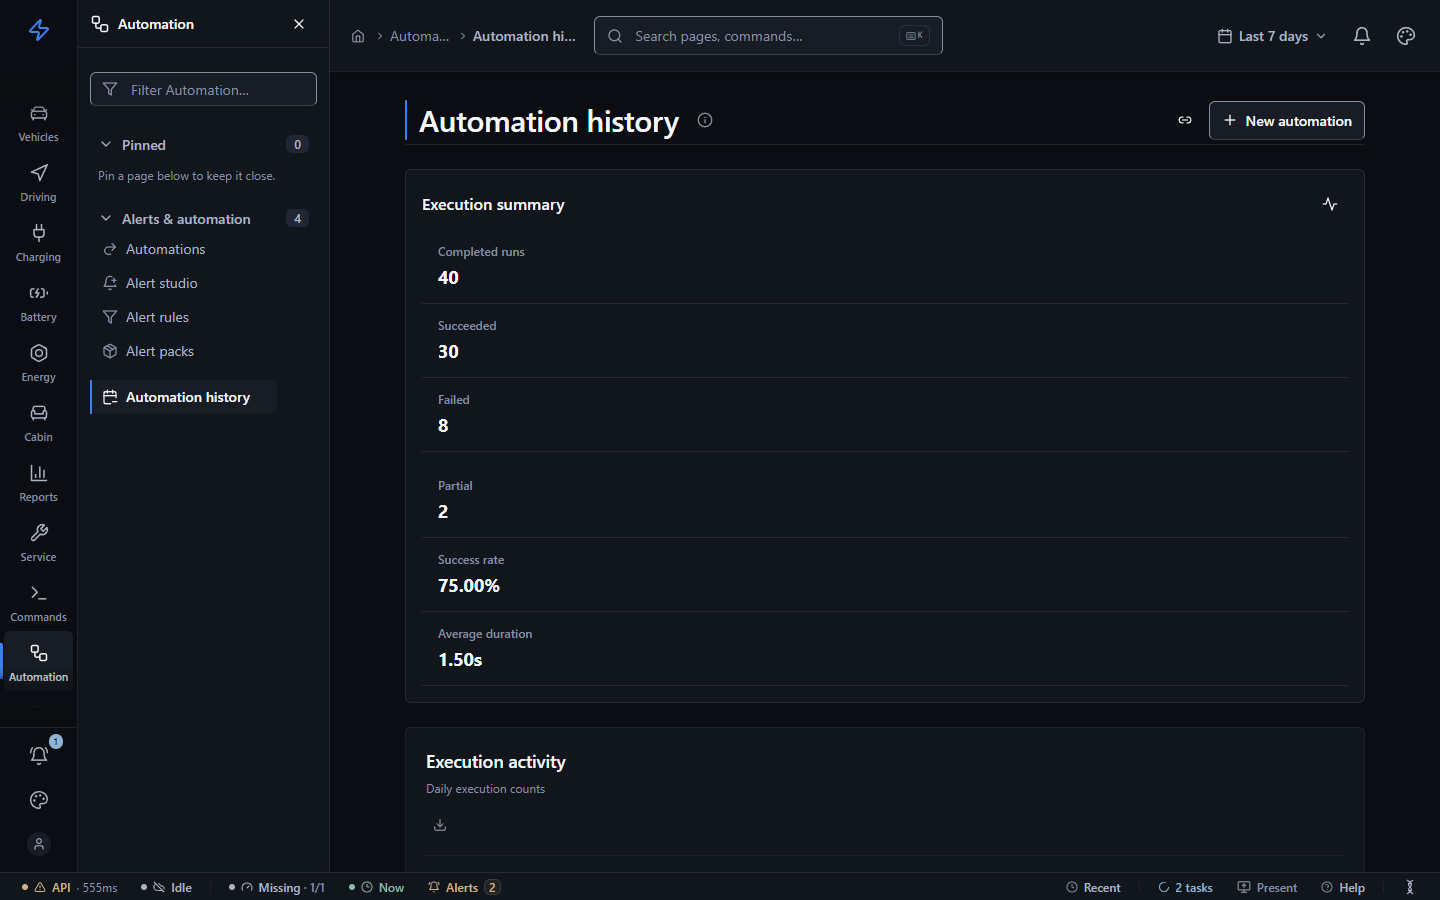 Automation
Automa...
Automation hi...
Search pages, commands...
K
Last 7 days
Filter Automation...
Pinned
0
Pin a page below to keep it close.
Alerts & automation
4
Automations
Alert studio
Alert rules
Alert packs
Automation history
Vehicles
Driving
Charging
Battery
Energy
Cabin
Reports
Service
Commands
Automation
1
Automation history
New automation
Execution summary
Completed runs
40
Succeeded
30
Failed
8
Partial
2
Success rate
75.00%
Average duration
1.50s
Execution activity
Daily execution counts
API · 555ms
Idle
Missing · 1/1
Now
Alerts 2
Recent
2 tasks
Present
Help